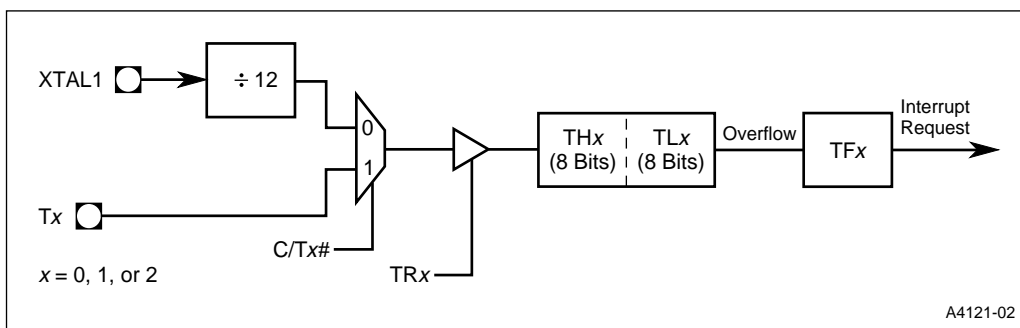 XTAL1
÷ 12
0
1
Tx
C/Tx#
TRx
THx
(8 Bits)
TLx
(8 Bits)
Overflow
TFx
Interrupt
Request
x = 0, 1, or 2
A4121-02